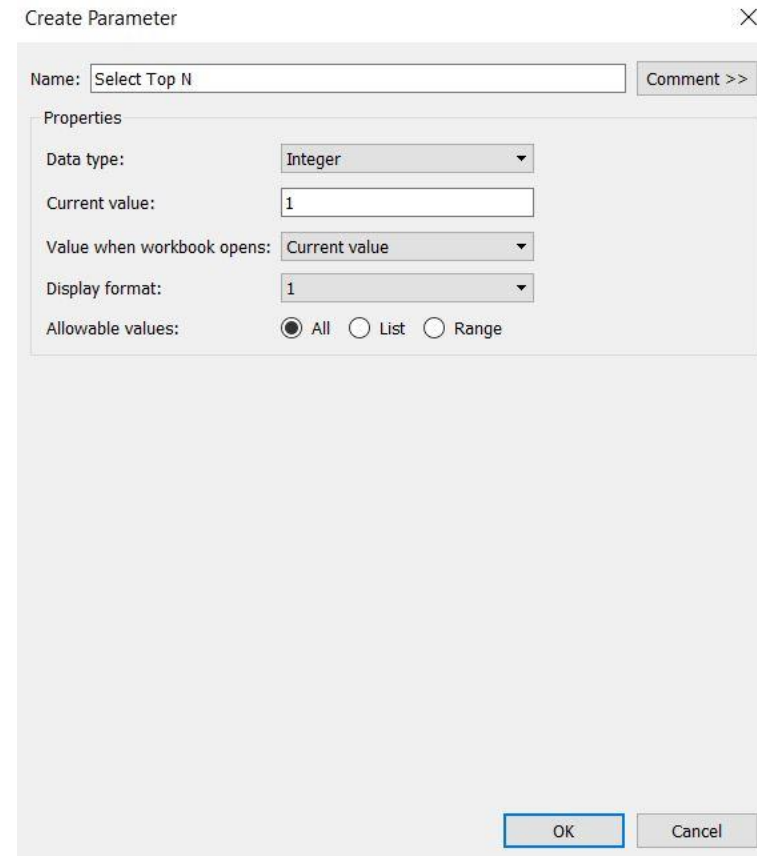 Create Parameter
Name: Select Top N Comment >>
Properties
Data type: Integer
Current value: 1
Value when workbook opens: Current value
Display format: 1
Allowable values: All List Range
OK Cancel